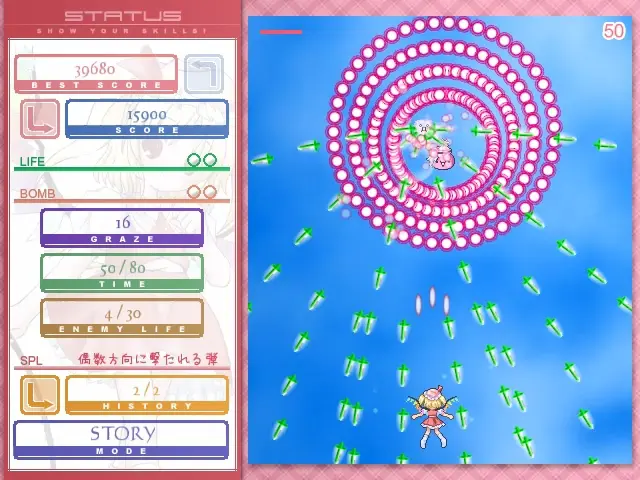 STATUS
SHOW YOUR SKILLS!
50
39680
BEST SCORE
15900
SCORE
LIFE
BOMB
16
GRAZE
50/80
TIME
4/30
ENEMY LIFE
SPL 偶数方向に撃たれる弾
2/2
HISTORY
STORY
MODE